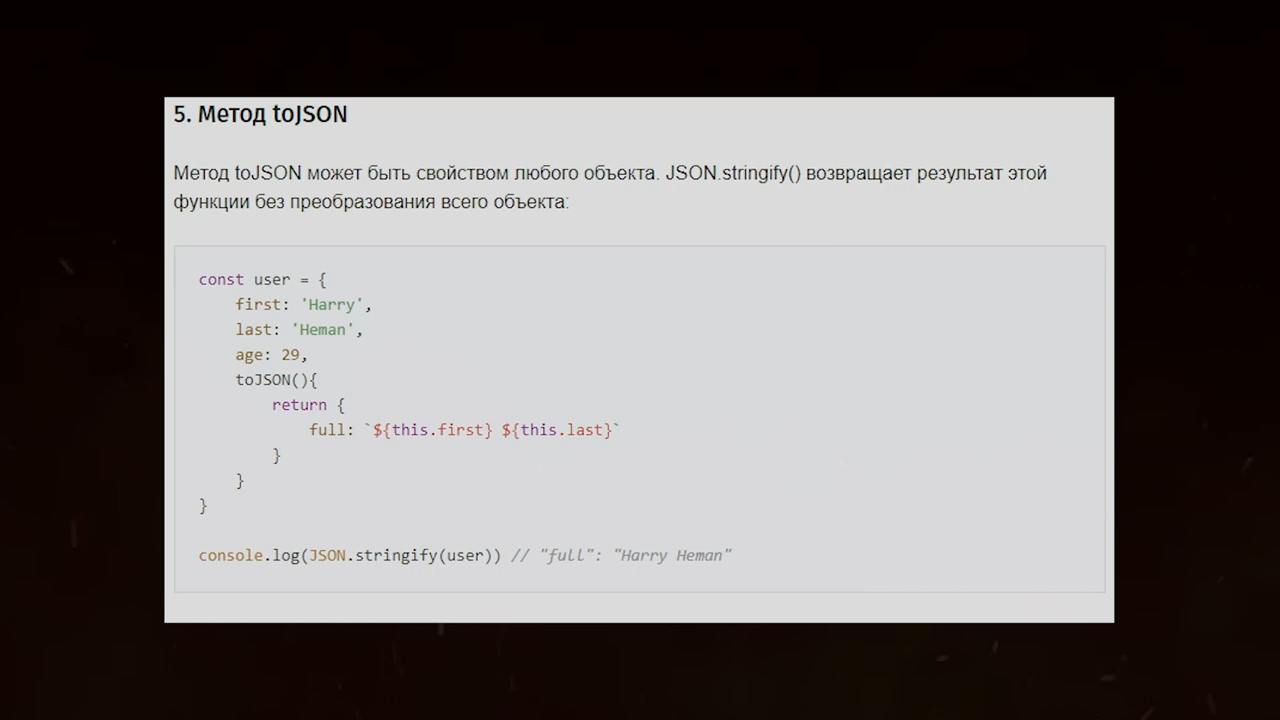 5. Метод toJSON
Метод toJSON может быть свойством любого объекта. JSON.stringify() возвращает результат этой
функции без преобразования всего объекта:
const user = {
    first: 'Harry',
    last: 'Heman',
    age: 29,
    toJSON(){
        return {
            full: `${this.first} ${this.last}`
        }
    }
}
console.log(JSON.stringify(user)) // "full": "Harry Heman"